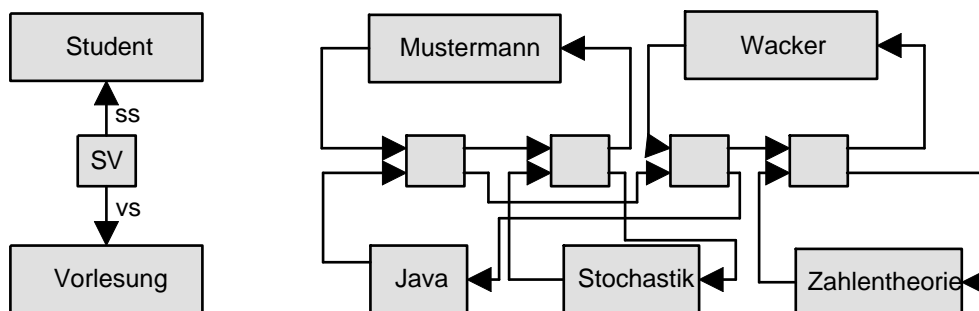 Student
ss
SV
vs
Vorlesung
Mustermann
Wacker
Java
Stochastik
Zahlentheorie